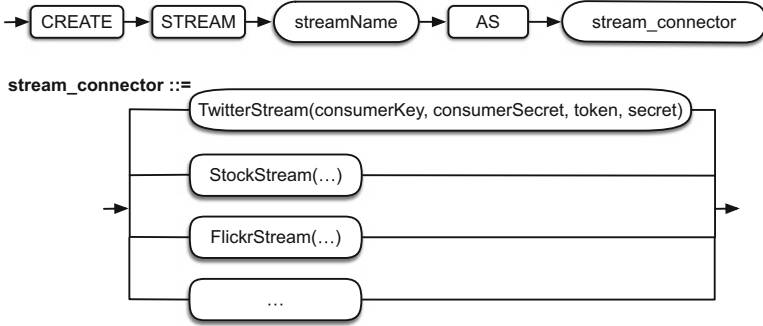 CREATE STREAM streamName AS stream_connector
stream_connector ::=
TwitterStream(consumerKey, consumerSecret, token, secret)
StockStream(…)
FlickrStream(…)
…